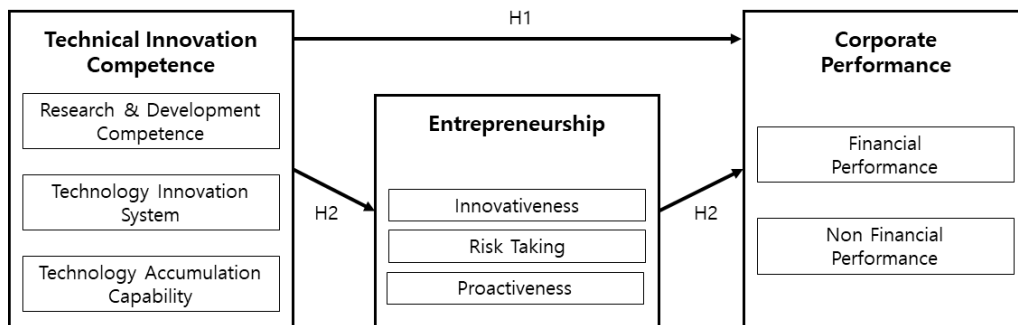 H1
Technical Innovation
Competence
Research & Development
Competence
Technology Innovation
System
Technology Accumulation
Capability
H2
Entrepreneurship
Innovativeness
Risk Taking
Proactiveness
H2
Corporate
Performance
Financial
Performance
Non Financial
Performance